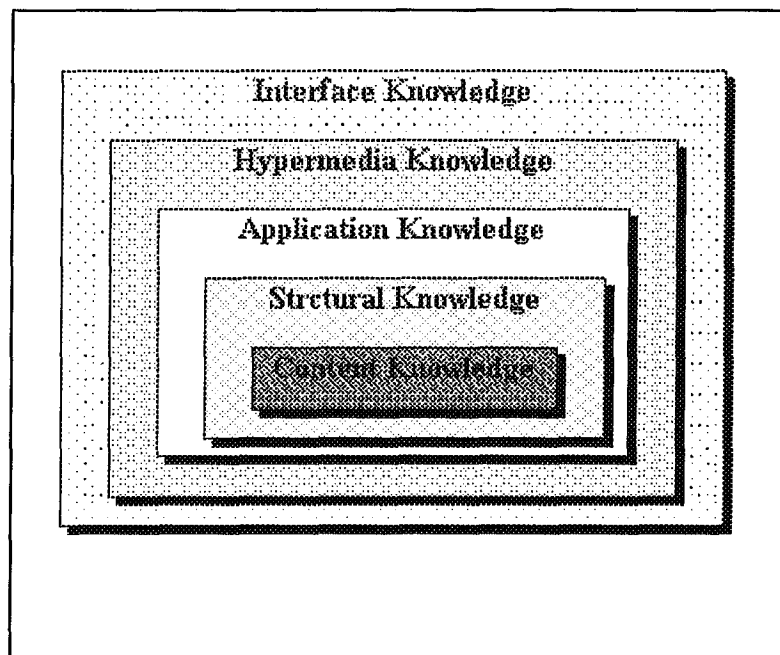 Interface Knowledge
Hypermedia Knowledge
Application Knowledge
Strctural Knowledge
Content Knowledge